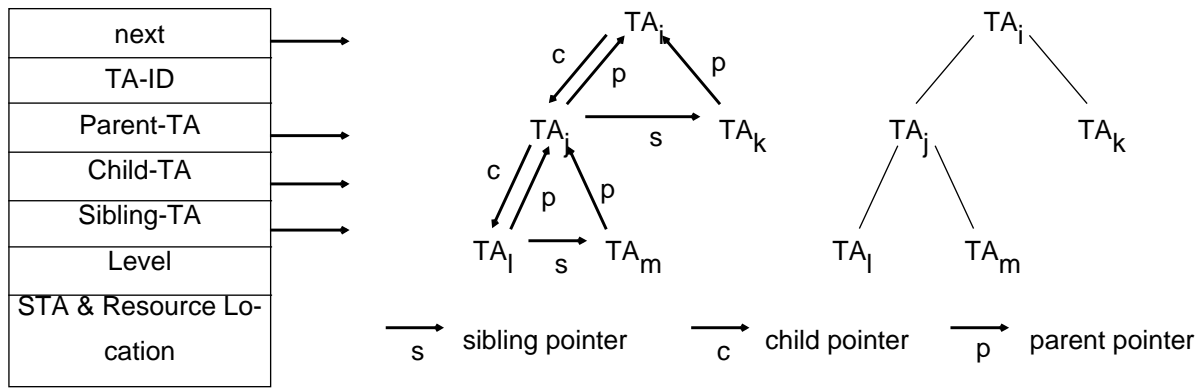 next
TA-ID
Parent-TA
Child-TA
Sibling-TA
Level
STA & Resource Lo-
cation
TAi
c
p
p
TAj
s
TAk
c
p
p
TAl
s
TAm
TAi
TAj
TAk
TAl
TAm
s sibling pointer
c child pointer
p parent pointer